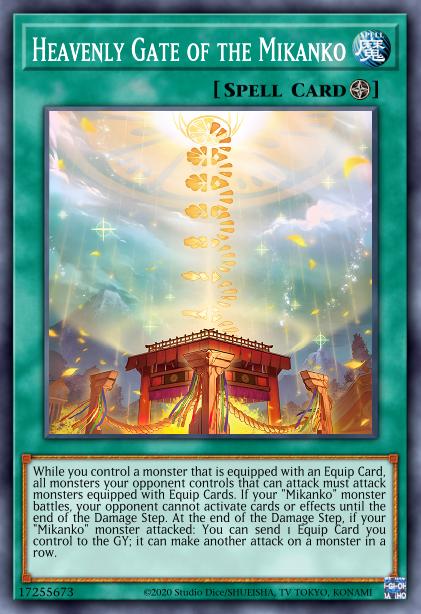 HEAVENLY GATE OF THE MIKANKO
SPELL
魔
[SPELL CARD]
While you control a monster that is equipped with an Equip Card,
all monsters your opponent controls that can attack must attack
monsters equipped with Equip Cards. If your "Mikanko" monster
battles, your opponent cannot activate cards or effects until the
end of the Damage Step. At the end of the Damage Step, if your
"Mikanko" monster attacked: You can send 1 Equip Card you
control to the GY; it can make another attack on a monster in a
row.
17255673
©2020 Studio Dice/SHUEISHA, TV TOKYO, KONAMI